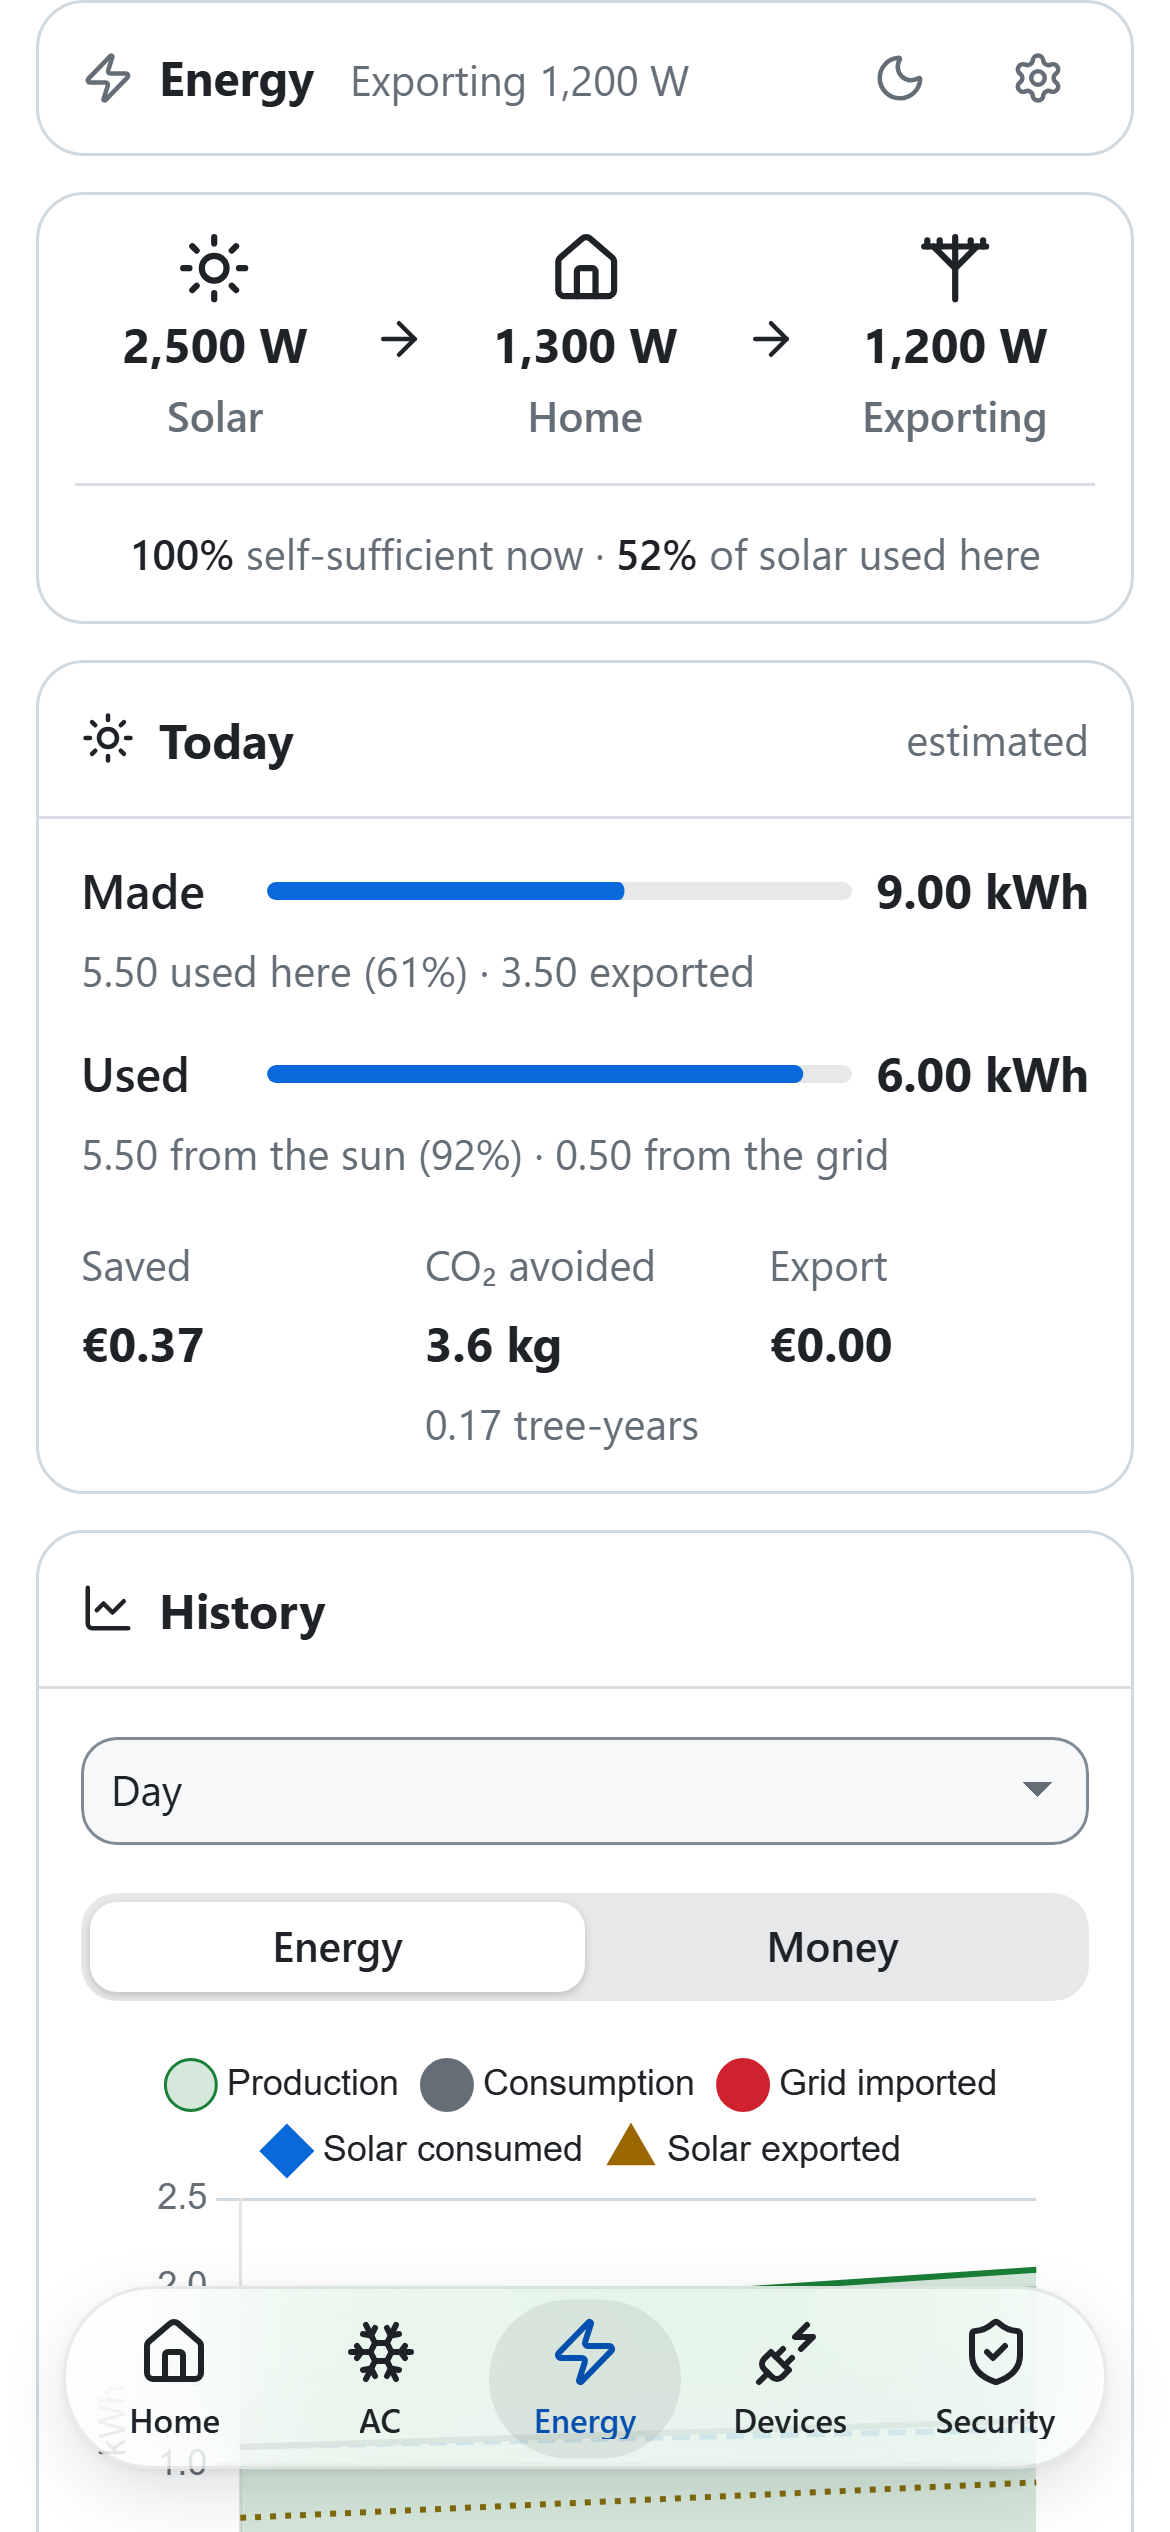 Energy Exporting 1,200 W
2,500 W
Solar
1,300 W
Home
1,200 W
Exporting
100% self-sufficient now · 52% of solar used here
Today
estimated
Made
9.00 kWh
5.50 used here (61%) · 3.50 exported
Used
6.00 kWh
5.50 from the sun (92%) · 0.50 from the grid
Saved
€0.37
CO₂ avoided
3.6 kg
0.17 tree-years
Export
€0.00
History
Day
Energy
Money
Production
Consumption
Grid imported
Solar consumed
Solar exported
2.5
2.0
kWh
1.0
Home
AC
Energy
Devices
Security